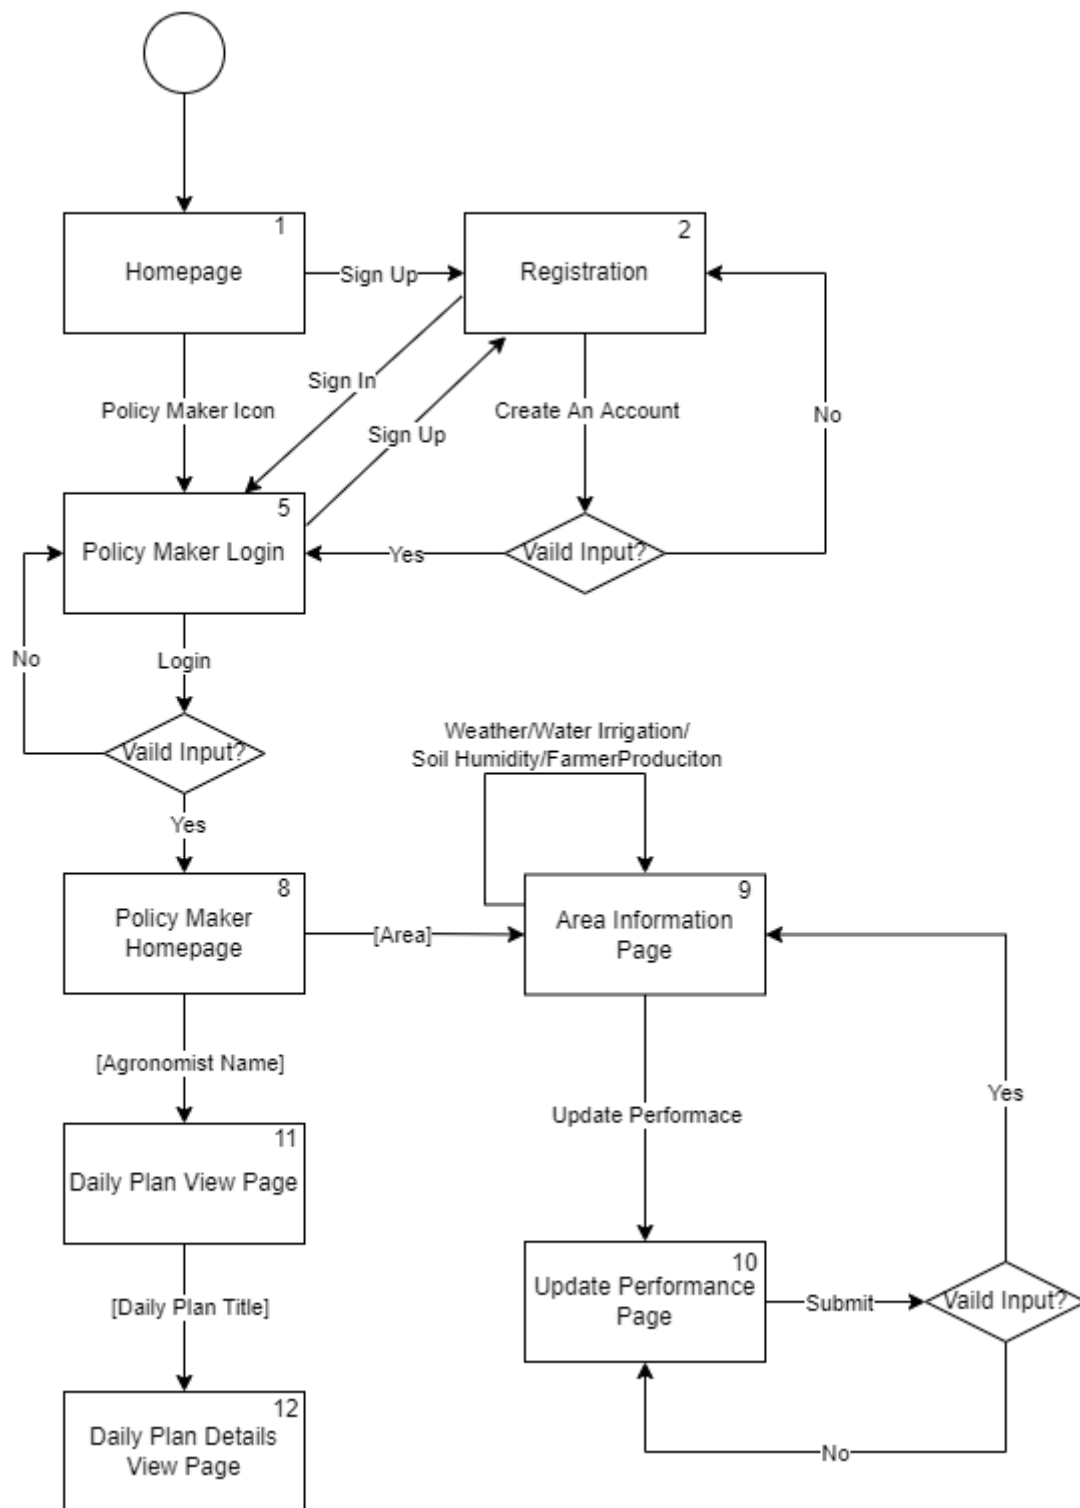 1
Homepage
Sign Up
2
Registration
Sign In
Policy Maker Icon
Sign Up
Create An Account
No
5
Policy Maker Login
Yes
Vaild Input?
No
Login
Vaild Input?
Yes
Weather/Water Irrigation/
Soil Humidity/FarmerProduciton
8
Policy Maker
Homepage
[Area]
9
Area Information
Page
[Agronomist Name]
Yes
Update Performace
11
Daily Plan View Page
10
Update Performance
Page
Submit
Vaild Input?
[Daily Plan Title]
12
Daily Plan Details
View Page
No